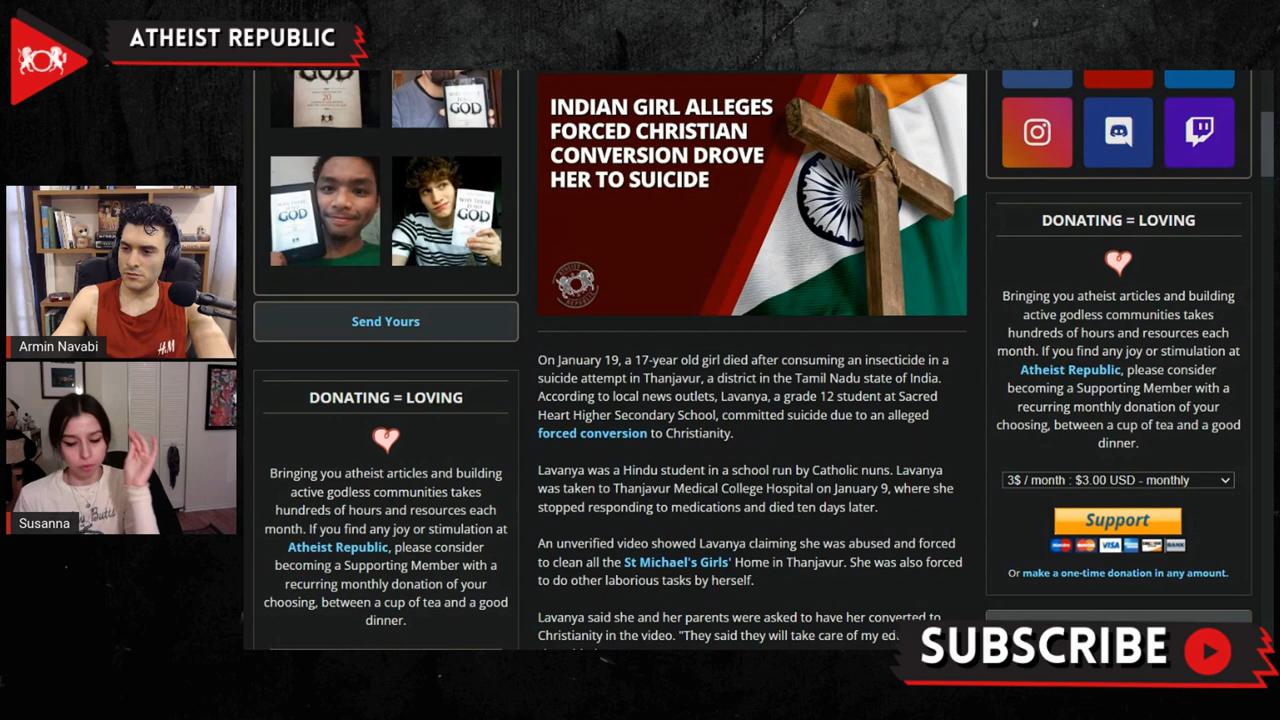 ATHEIST REPUBLIC
GOD
20
GOD
WHY THERE
IS NO
GOD
WHY THERE
IS NO
GOD
Send Yours
DONATING = LOVING
Bringing you atheist articles and building
active godless communities takes
hundreds of hours and resources each
month. If you find any joy or stimulation at
Atheist Republic, please consider
becoming a Supporting Member with a
recurring monthly donation of your
choosing, between a cup of tea and a good
dinner.
INDIAN GIRL ALLEGES
FORCED CHRISTIAN
CONVERSION DROVE
HER TO SUICIDE
On January 19, a 17-year old girl died after consuming an insecticide in a
suicide attempt in Thanjavur, a district in the Tamil Nadu state of India.
According to local news outlets, Lavanya, a grade 12 student at Sacred
Heart Higher Secondary School, committed suicide due to an alleged
forced conversion to Christianity.
Lavanya was a Hindu student in a school run by Catholic nuns. Lavanya
was taken to Thanjavur Medical College Hospital on January 9, where she
stopped responding to medications and died ten days later.
An unverified video showed Lavanya claiming she was abused and forced
to clean all the St Michael's Girls' Home in Thanjavur. She was also forced
to do other laborious tasks by herself.
Lavanya said she and her parents were asked to have her converted to
Christianity in the video. "They said they will take care of my ed
DONATING = LOVING
Bringing you atheist articles and building
active godless communities takes
hundreds of hours and resources each
month. If you find any joy or stimulation at
Atheist Republic, please consider
becoming a Supporting Member with a
recurring monthly donation of your
choosing, between a cup of tea and a good
dinner.
3$ / month : $3.00 USD - monthly
Support
VISA
BANK
Or make a one-time donation in any amount.
Armin Navabi
H&M
Susanna
SUBSCRIBE